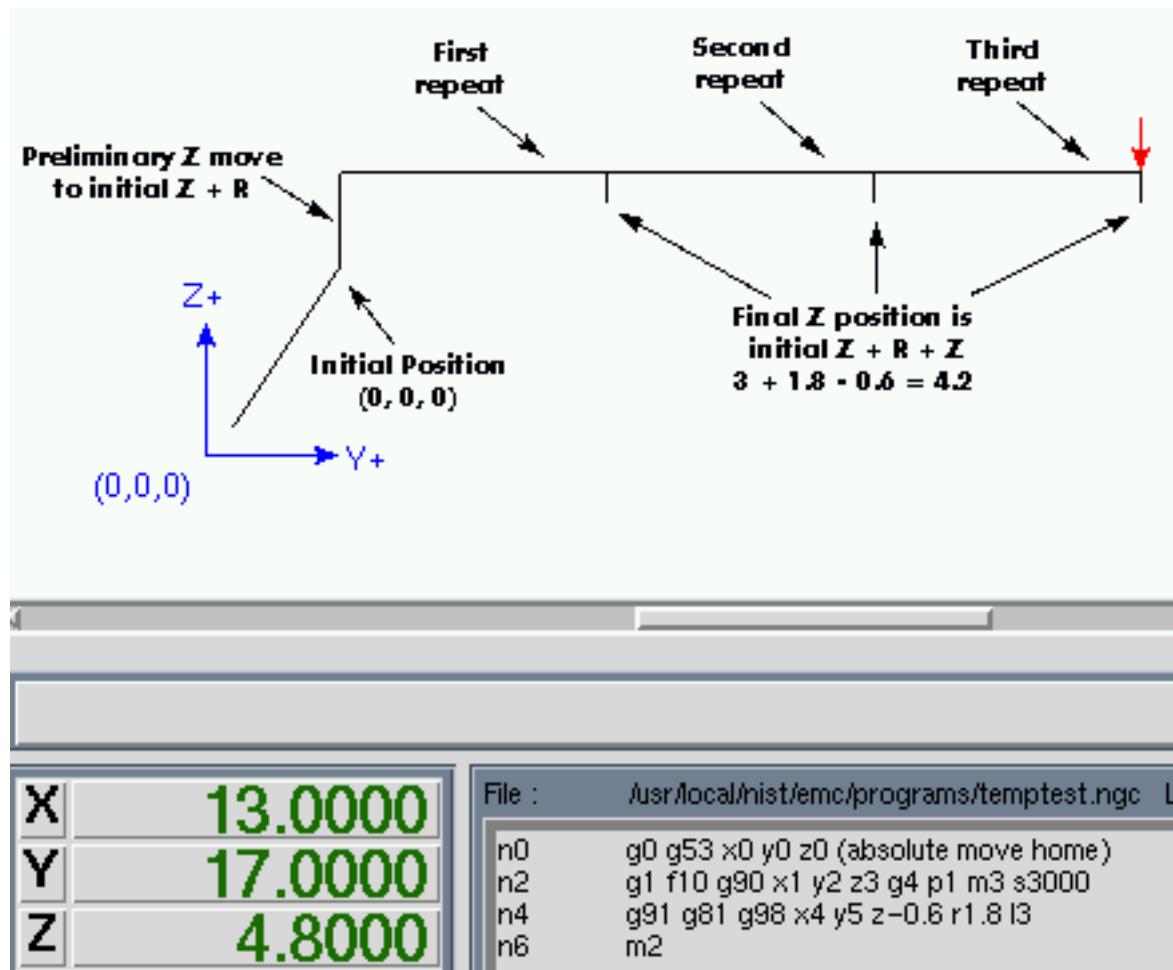 First
repeat
Second
repeat
Third
repeat
Preliminary Z move
to initial Z + R
Z+
Initial Position
(0, 0, 0)
Final Z position is
initial Z + R + Z
3 + 1.8 - 0.6 = 4.2
Y+
(0,0,0)
X 13.0000
Y 17.0000
Z 4.8000
File : /usr/local/nist/emc/programs/temptest.ngc
n0 g0 g53 x0 y0 z0 (absolute move home)
n2 g1 f10 g90 x1 y2 z3 g4 p1 m3 s3000
n4 g91 g81 g98 x4 y5 z-0.6 r1.8 l3
n6 m2